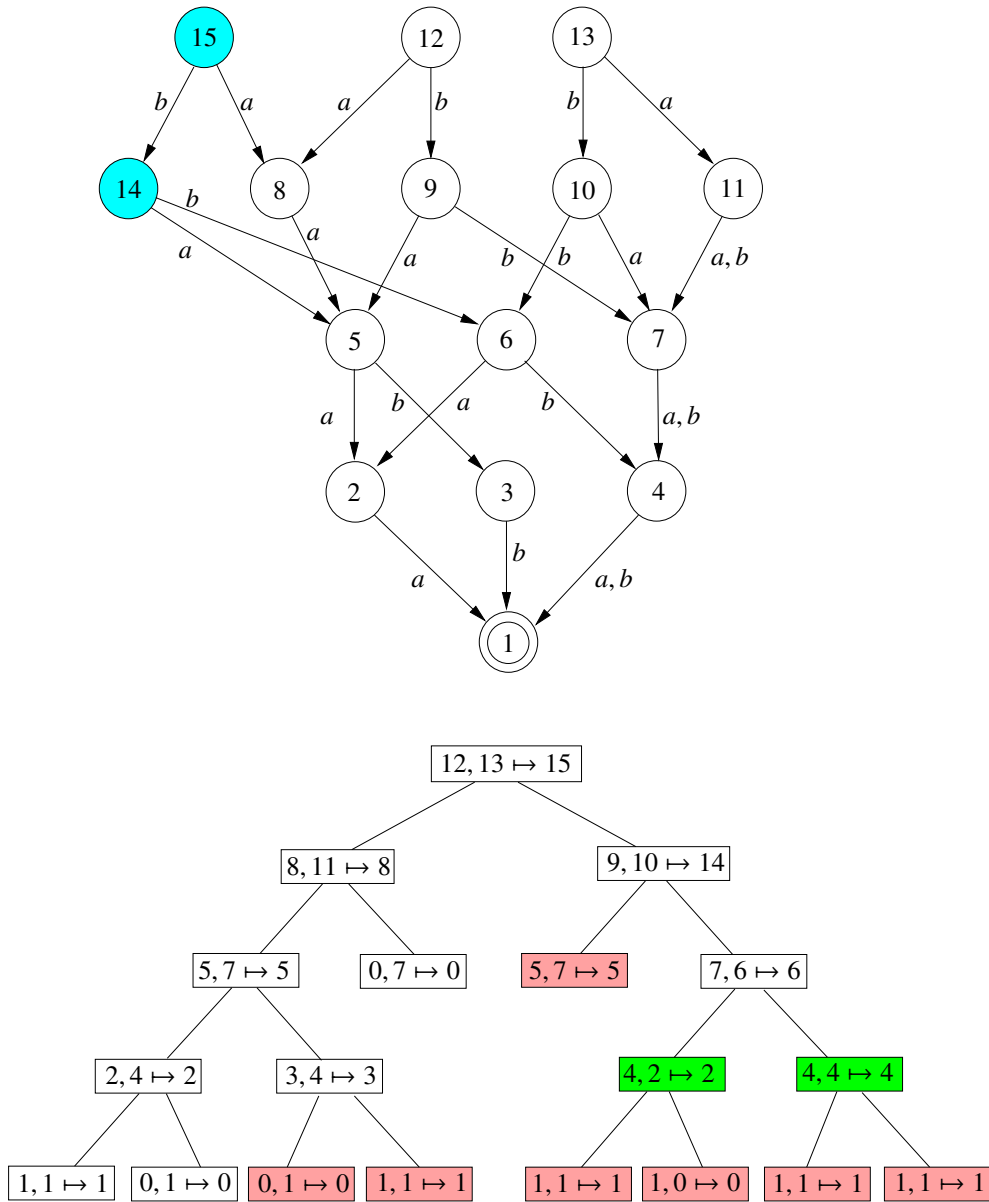 15 12 13
b a a b b a
14 8 9 10 11
b
a a a b b a a, b
5 6 7
a b a b a, b
2 3 4
a b a, b
1
12, 13 ↦ 15
8, 11 ↦ 8 9, 10 ↦ 14
5, 7 ↦ 5 0, 7 ↦ 0 5, 7 ↦ 5 7, 6 ↦ 6
2, 4 ↦ 2 3, 4 ↦ 3 4, 2 ↦ 2 4, 4 ↦ 4
1, 1 ↦ 1 0, 1 ↦ 0 0, 1 ↦ 0 1, 1 ↦ 1 1, 1 ↦ 1 1, 0 ↦ 0 1, 1 ↦ 1 1, 1 ↦ 1